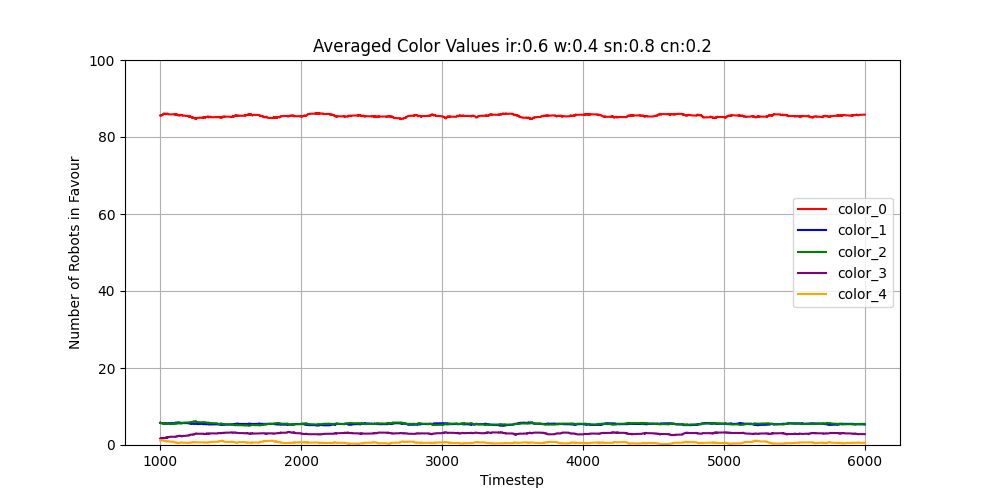 Averaged Color Values ir:0.6 w:0.4 sn:0.8 cn:0.2
Number of Robots in Favour
100
80
60
40
20
0
color_0
color_1
color_2
color_3
color_4
1000 2000 3000 4000 5000 6000
Timestep